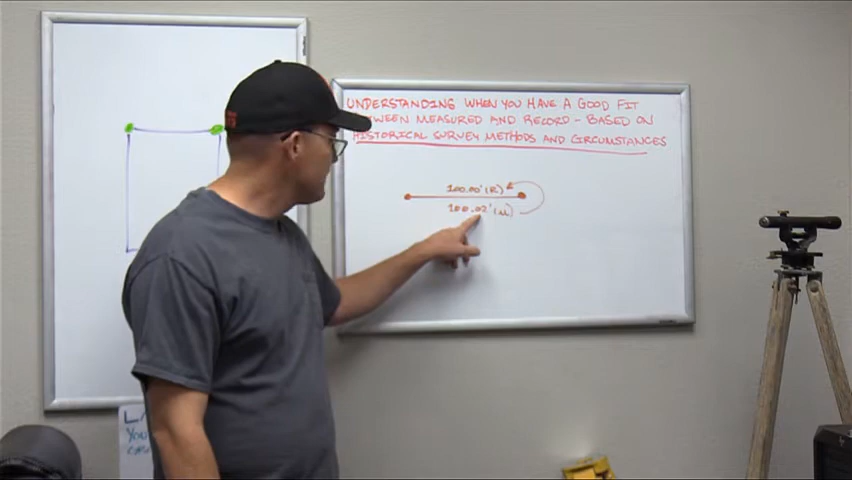 UNDERSTANDING WHEN YOU HAVE A GOOD FIT
BETWEEN MEASURED AND RECORD - BASED ON
HISTORICAL SURVEY METHODS AND CIRCUMSTANCES
100.00' (R)
100.02' (M)